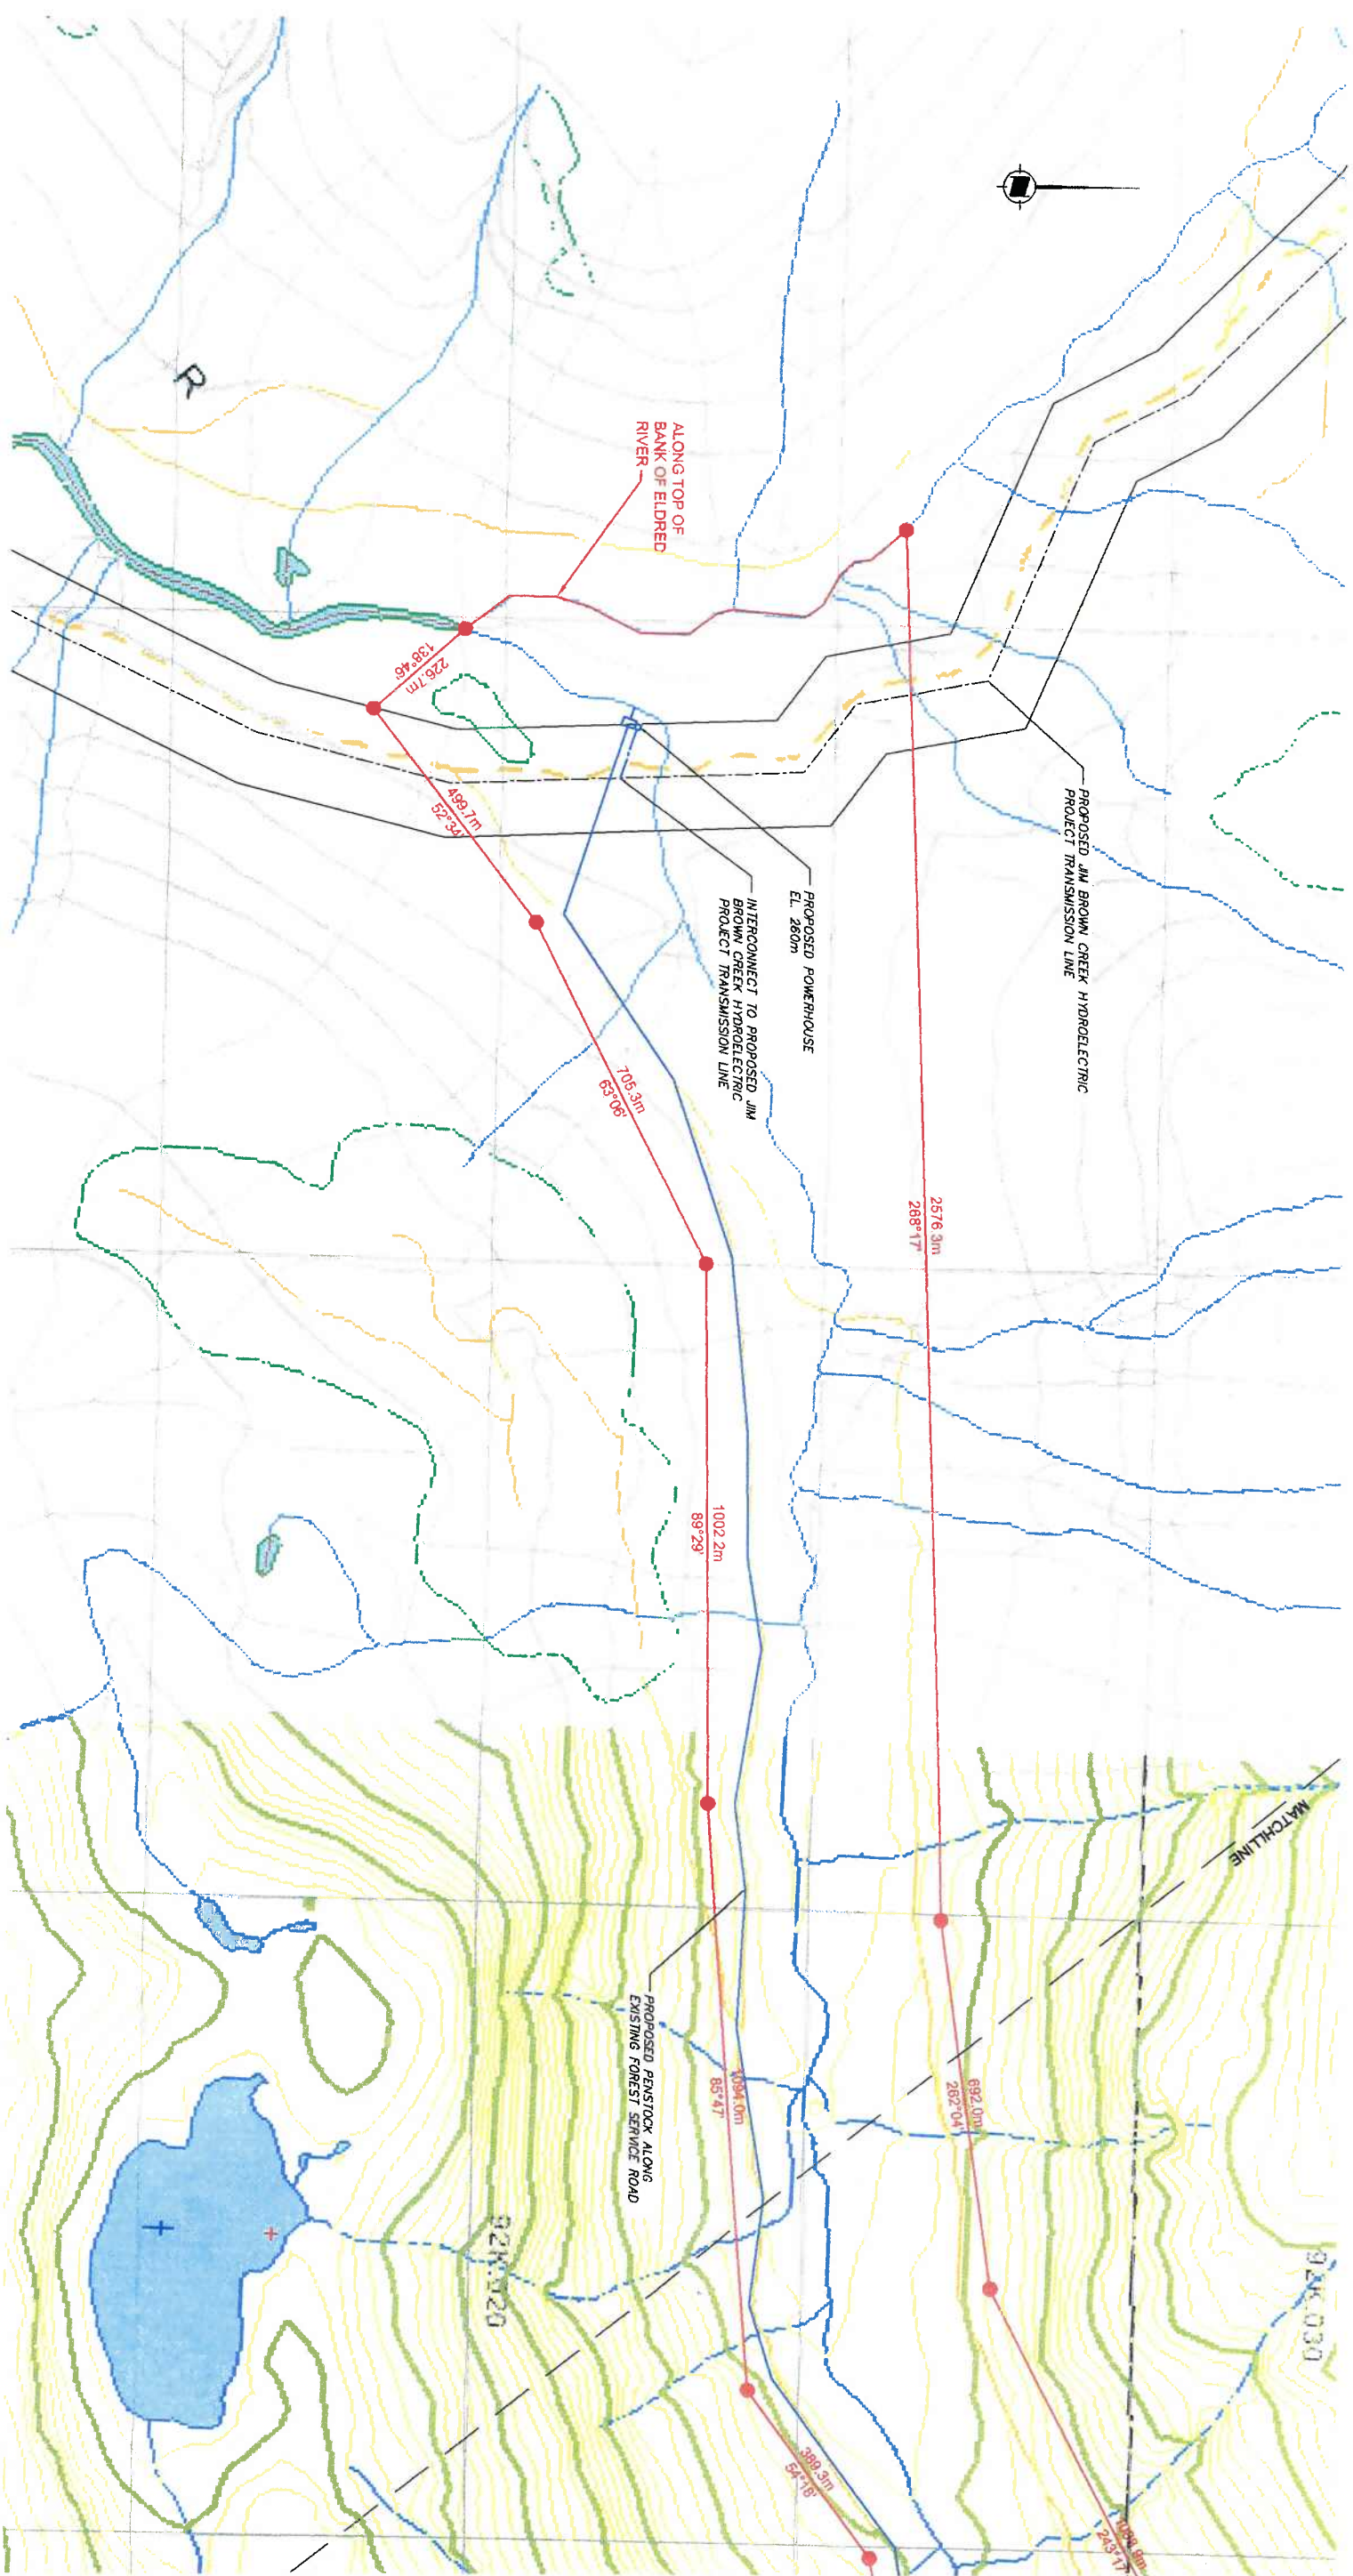 R
ALONG TOP OF
BANK OF ELDRED
RIVER
226.7m
138°46'
499.7m
52°34'
705.3m
63°06'
1002.2m
89°29'
1094.0m
85°47'
389.3m
54°18'
2576.3m
268°17'
692.0m
262°04'
243°17'
PROPOSED JIM BROWN CREEK HYDROELECTRIC
PROJECT TRANSMISSION LINE
PROPOSED POWERHOUSE
EL. 260m
INTERCONNECT TO PROPOSED JIM
BROWN CREEK HYDROELECTRIC
PROJECT TRANSMISSION LINE
PROPOSED PENSTOCK ALONG
EXISTING FOREST SERVICE ROAD
MATCHLINE
92K.020
92K.030